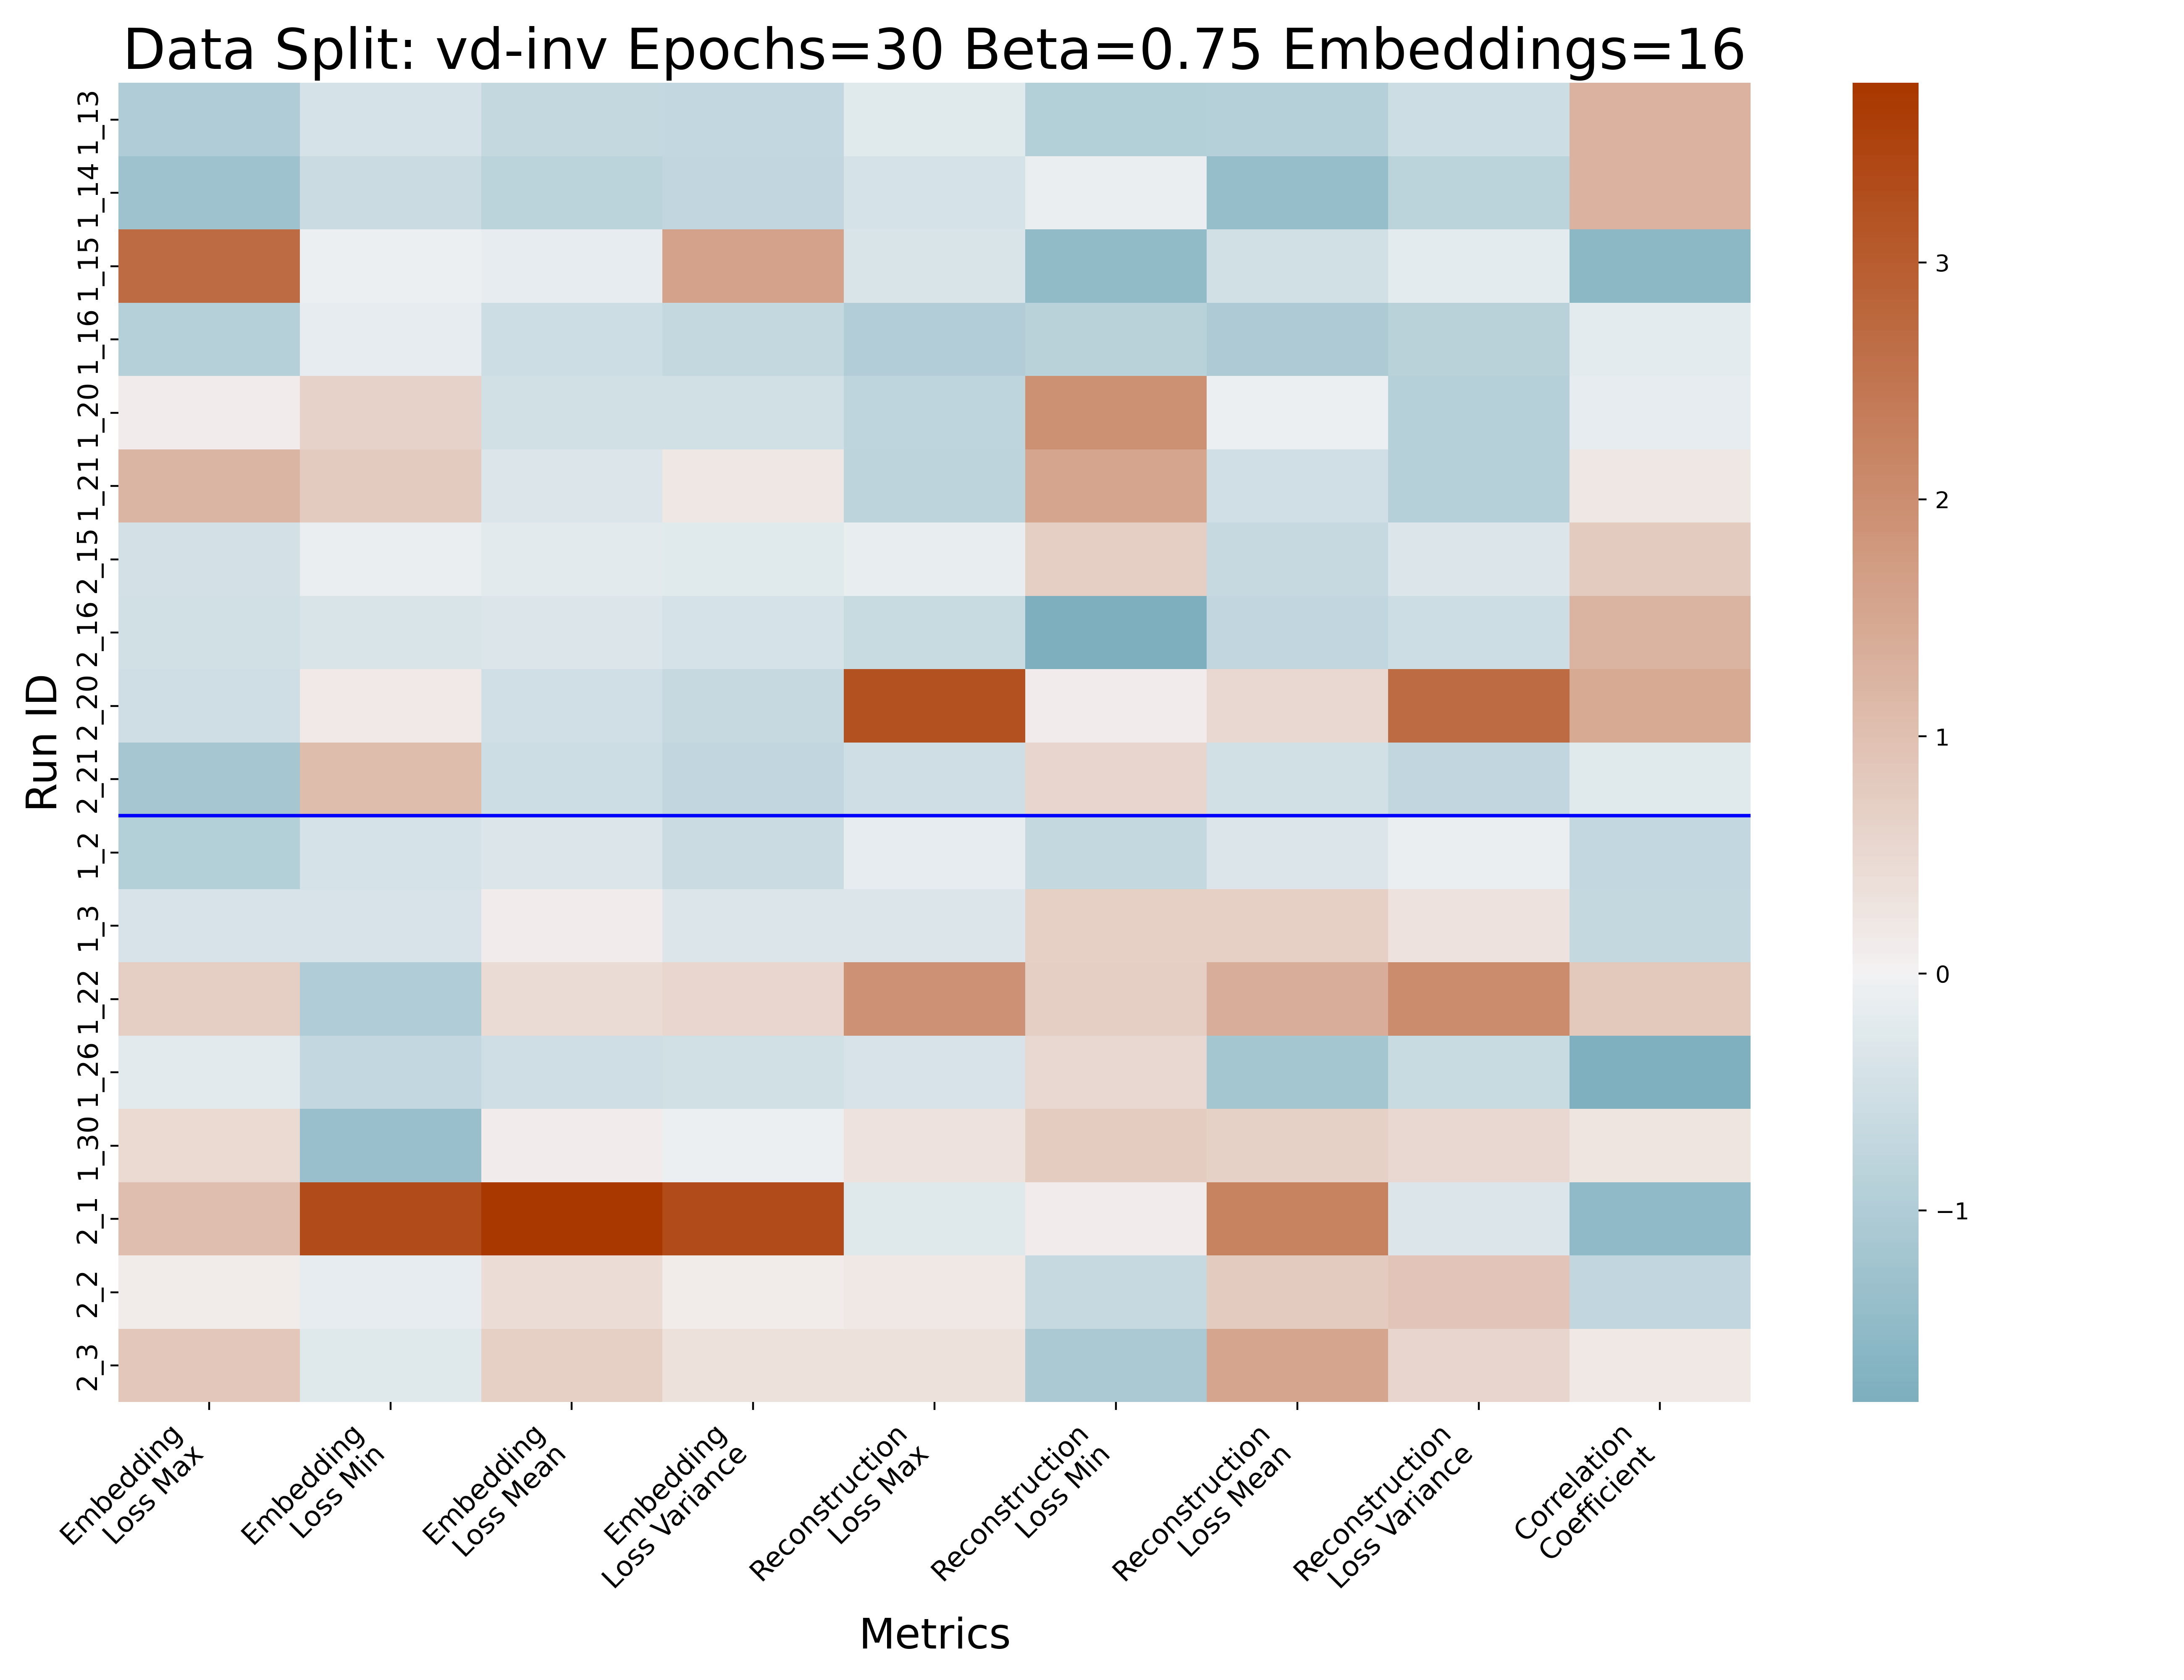 Data Split: vd-inv Epochs=30 Beta=0.75 Embeddings=16
Run ID
1_13
1_14
1_15
1_16
1_20
1_21
2_15
2_16
2_20
2_21
1_2
1_3
1_22
1_26
1_30
2_1
2_2
2_3
Embedding
Loss Max
Embedding
Loss Min
Embedding
Loss Mean
Embedding
Loss Variance
Reconstruction
Loss Max
Reconstruction
Loss Min
Reconstruction
Loss Mean
Reconstruction
Loss Variance
Correlation
Coefficient
Metrics
3
2
1
0
−1